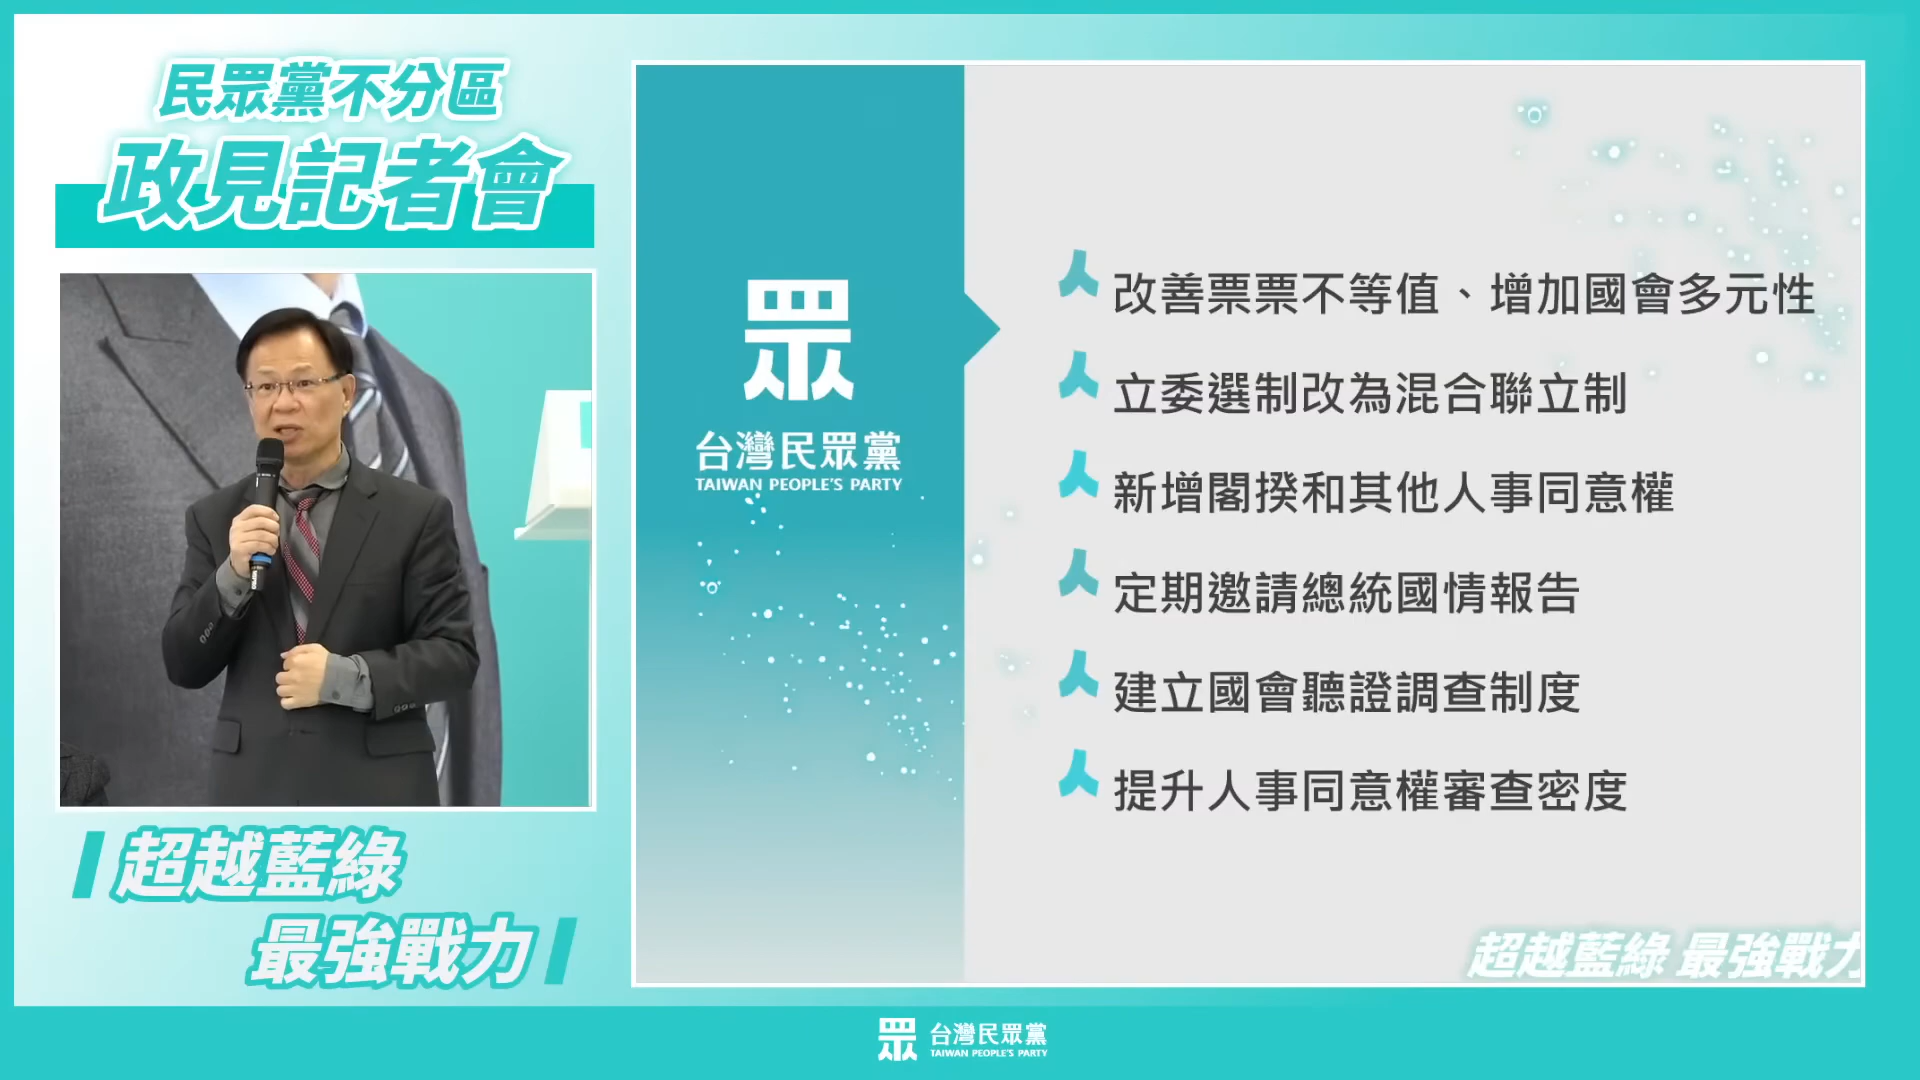 民眾黨不分區
政見記者會
超越藍綠
最強戰力
眾
台灣民眾黨
TAIWAN PEOPLE'S PARTY
改善票票不等值、增加國會多元性
立委選制改為混合聯立制
新增閣揆和其他人事同意權
定期邀請總統國情報告
建立國會聽證調查制度
提升人事同意權審查密度
超越藍綠 最強戰力
眾 台灣民眾黨
TAIWAN PEOPLE'S PARTY